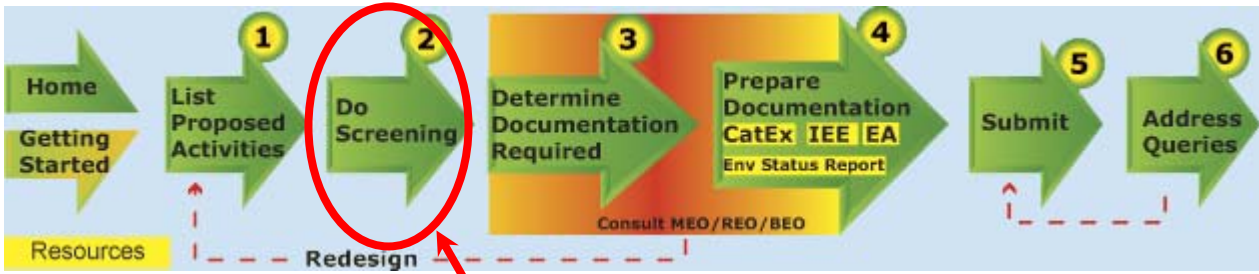 Home
Getting
Started
Resources
1
List
Proposed
Activities
2
Do
Screening
3
Determine
Documentation
Required
4
Prepare
Documentation
CatEx IEE EA
Env Status Report
Consult MEO/REO/BEO
5
Submit
6
Address
Queries
Redesign